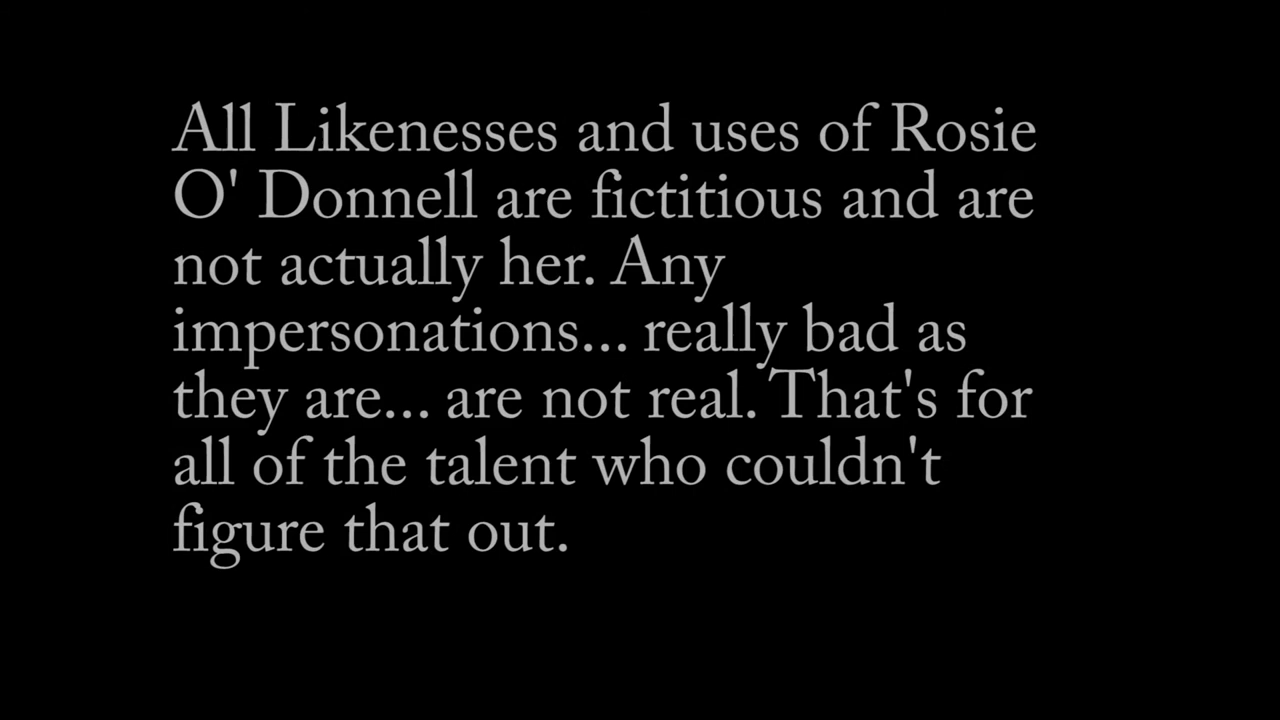 All Likenesses and uses of Rosie
O' Donnell are fictitious and are
not actually her. Any
impersonations... really bad as
they are... are not real. That's for
all of the talent who couldn't
figure that out.